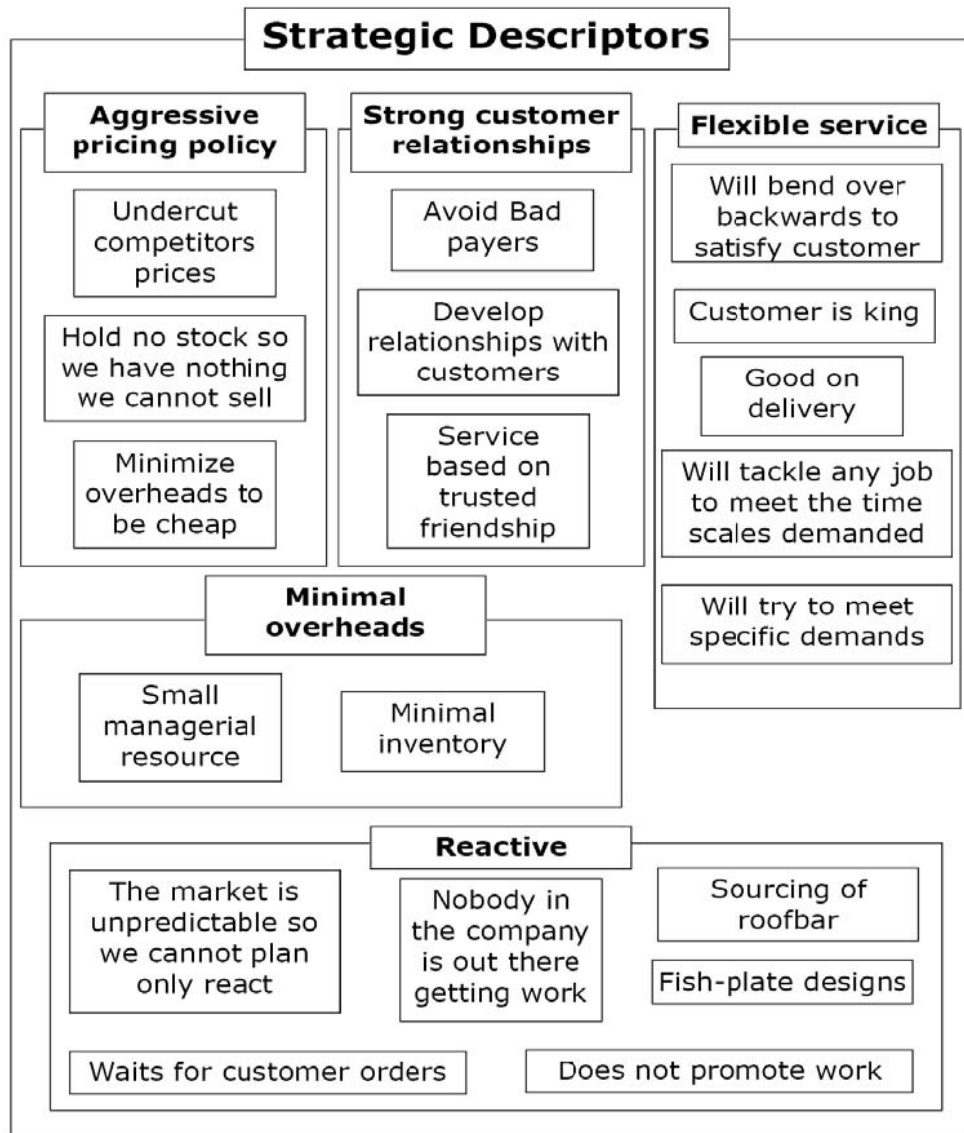 Strategic Descriptors
Aggressive
pricing policy
Undercut
competitors
prices
Hold no stock so
we have nothing
we cannot sell
Minimize
overheads to
be cheap
Strong customer
relationships
Avoid Bad
payers
Develop
relationships with
customers
Service
based on
trusted
friendship
Flexible service
Will bend over
backwards to
satisfy customer
Customer is king
Good on
delivery
Will tackle any job
to meet the time
scales demanded
Will try to meet
specific demands
Minimal
overheads
Small
managerial
resource
Minimal
inventory
Reactive
The market is
unpredictable so
we cannot plan
only react
Nobody in
the company
is out there
getting work
Sourcing of
roofbar
Fish-plate designs
Waits for customer orders
Does not promote work